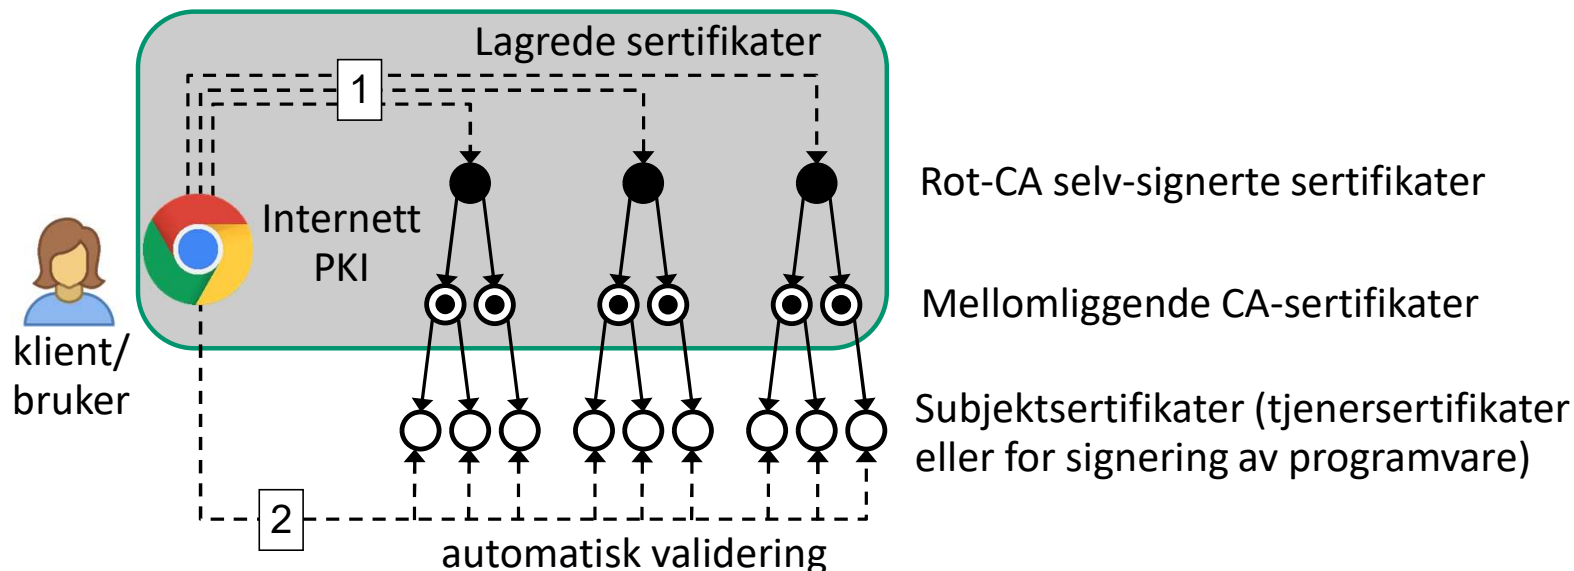 Lagrede sertifikater
1
Rot-CA selv-signerte sertifikater
Internett
PKI
Mellomliggende CA-sertifikater
klient/
bruker
Subjektsertifikater (tjenersertifikater
eller for signering av programvare)
2
automatisk validering